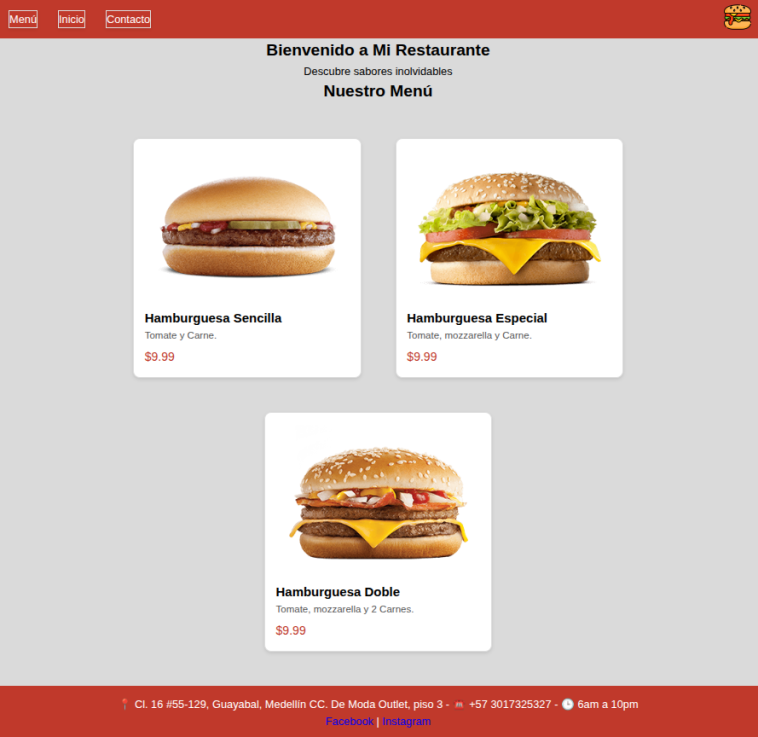 Menú Inicio Contacto
Bienvenido a Mi Restaurante
Descubre sabores inolvidables
Nuestro Menú
Hamburguesa Sencilla
Tomate y Carne.
$9.99
Hamburguesa Especial
Tomate, mozzarella y Carne.
$9.99
Hamburguesa Doble
Tomate, mozzarella y 2 Carnes.
$9.99
📍 Cl. 16 #55-129, Guayabal, Medellín CC. De Moda Outlet, piso 3 - ☎️ +57 3017325327 - 🕒 6am a 10pm
Facebook | Instagram